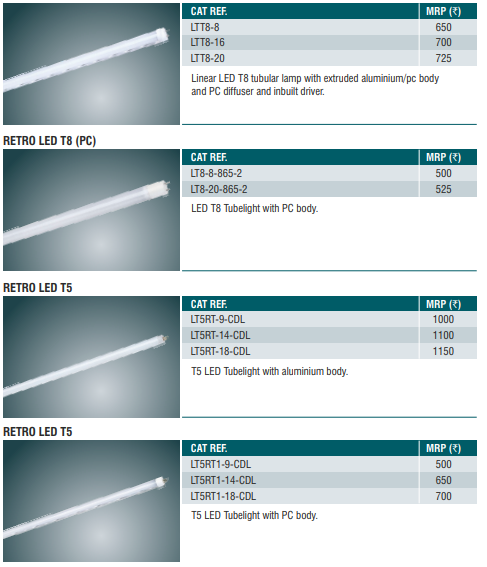 CAT REF. MRP (₹)
LTT8-8 650
LTT8-16 700
LTT8-20 725
Linear LED T8 tubular lamp with extruded aluminium/pc body
and PC diffuser and inbuilt driver.
RETRO LED T8 (PC)
CAT REF. MRP (₹)
LT8-8-865-2 500
LT8-20-865-2 525
LED T8 Tubelight with PC body.
RETRO LED T5
CAT REF. MRP (₹)
LT5RT-9-CDL 1000
LT5RT-14-CDL 1100
LT5RT-18-CDL 1150
T5 LED Tubelight with aluminium body.
RETRO LED T5
CAT REF. MRP (₹)
LT5RT1-9-CDL 500
LT5RT1-14-CDL 650
LT5RT1-18-CDL 700
T5 LED Tubelight with PC body.